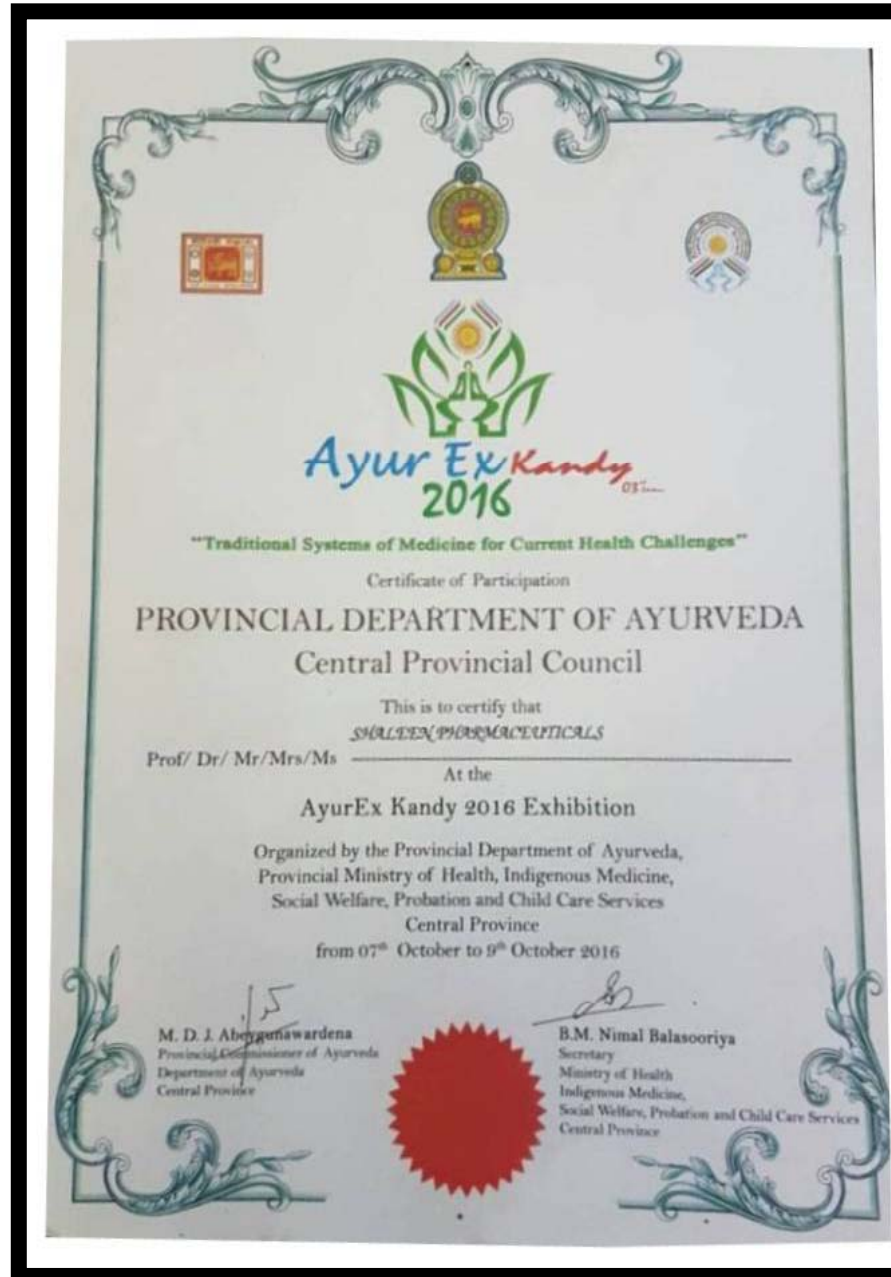 Ayur Ex Kandy
2016
"Traditional Systems of Medicine for Current Health Challenges"
Certificate of Participation
PROVINCIAL DEPARTMENT OF AYURVEDA
Central Provincial Council
This is to certify that
SHALEEN PHARMACEUTICALS
Prof/ Dr/ Mr/Mrs/Ms
At the
AyurEx Kandy 2016 Exhibition
Organized by the Provincial Department of Ayurveda,
Provincial Ministry of Health, Indigenous Medicine,
Social Welfare, Probation and Child Care Services
Central Province
from 07th October to 9th October 2016
M. D. J. Abeygunawardena
Provincial Commissioner of Ayurveda
Department of Ayurveda
Central Province
B.M. Nimal Balasooriya
Secretary
Ministry of Health
Indigenous Medicine,
Social Welfare, Probation and Child Care Services
Central Province